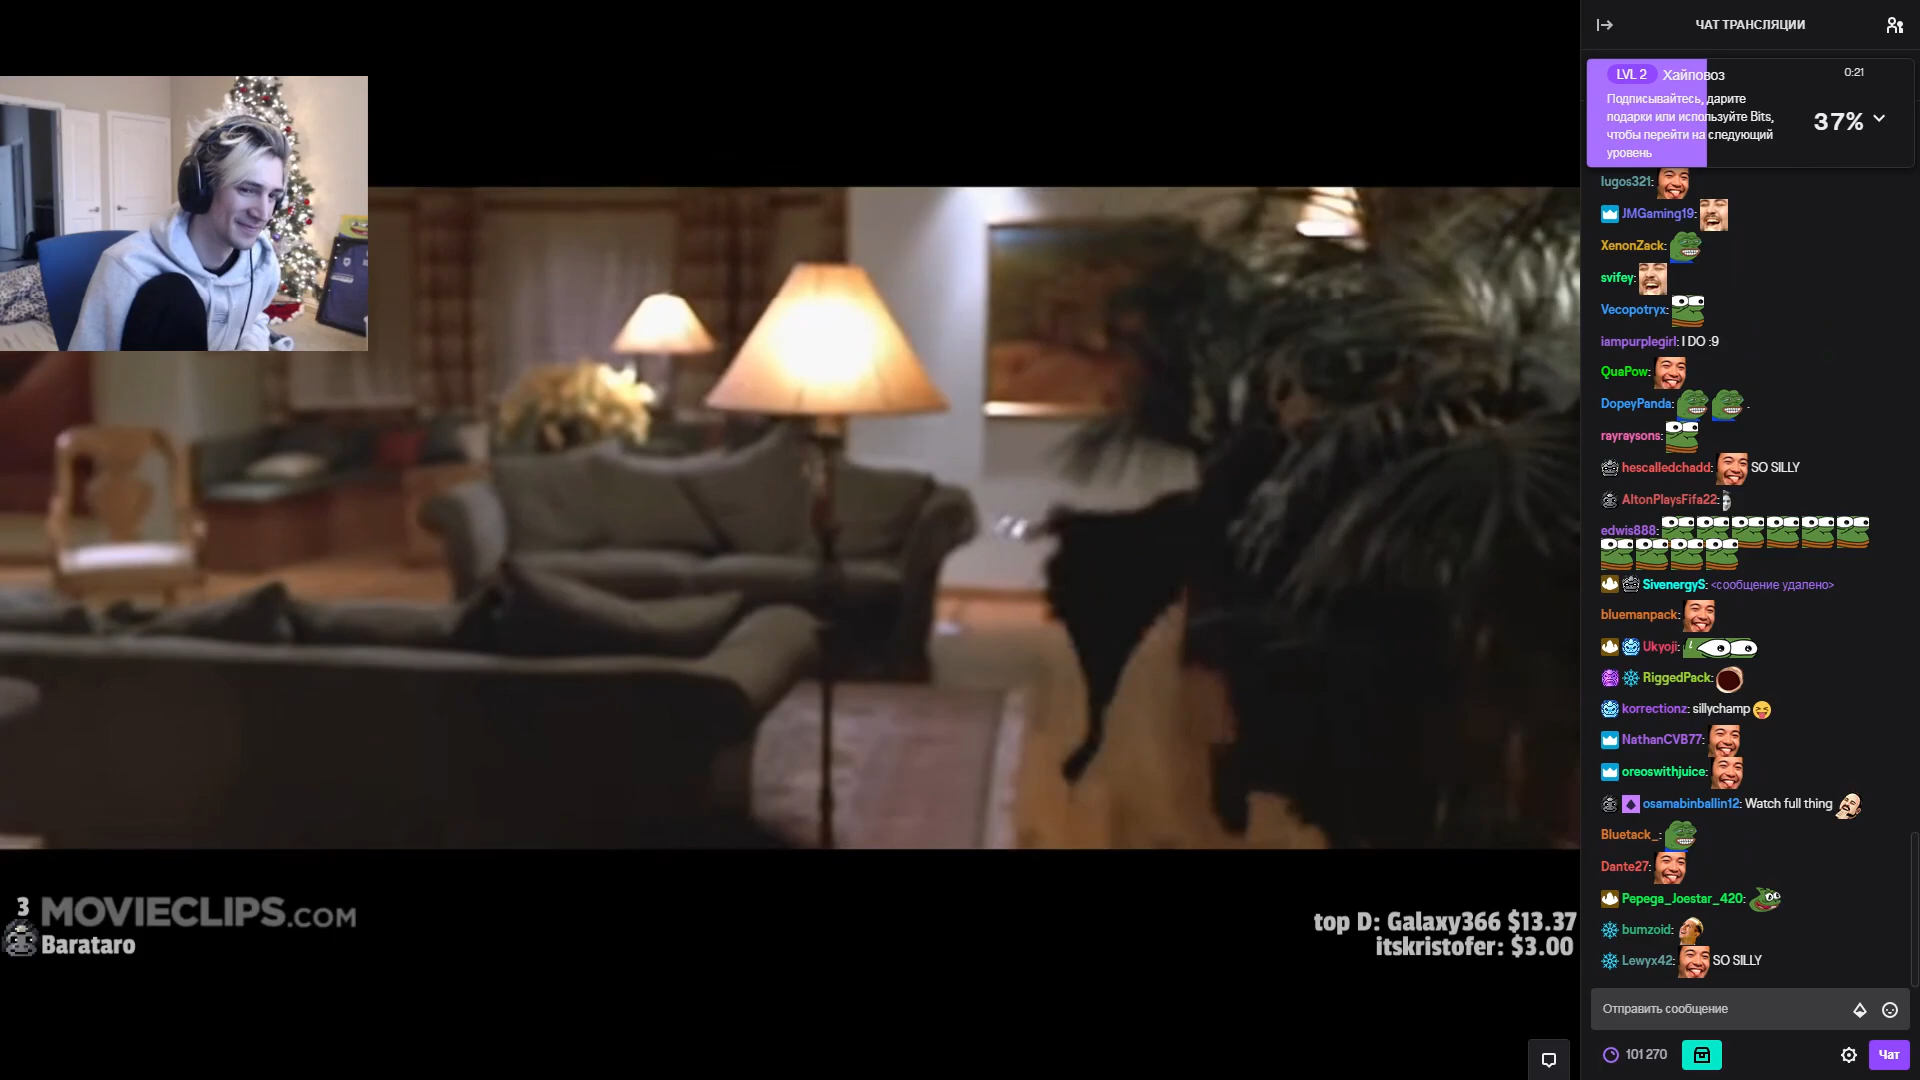 ЧАТ ТРАНСЛЯЦИИ
LVL 2 Хайповоз
0:21
Подписывайтесь, дарите
подарки или используйте Bits,
чтобы перейти на следующий
уровень
37%
lugos321:
JMGaming19:
XenonZack:
svifey:
Vecopotryx:
iampurplegirl: I DO :9
QuaPow:
DopeyPanda: .
rayraysons:
hescalledchadd: SO SILLY
AltonPlaysFifa22:
edwis888:
SivenergyS: <сообщение удалено>
bluemanpack:
Ukyoji:
RiggedPack:
korrectionz: sillychamp
NathanCVB77:
oreoswithjuice:
osamabinballin12: Watch full thing
Bluetack_:
Dante27:
Pepega_Joestar_420:
bumzoid:
Lewyx42: SO SILLY
Отправить сообщение
101 270
Чат
3
MOVIECLIPS.COM
Barataro
top D: Galaxy366 $13.37
itskristofer: $3.00